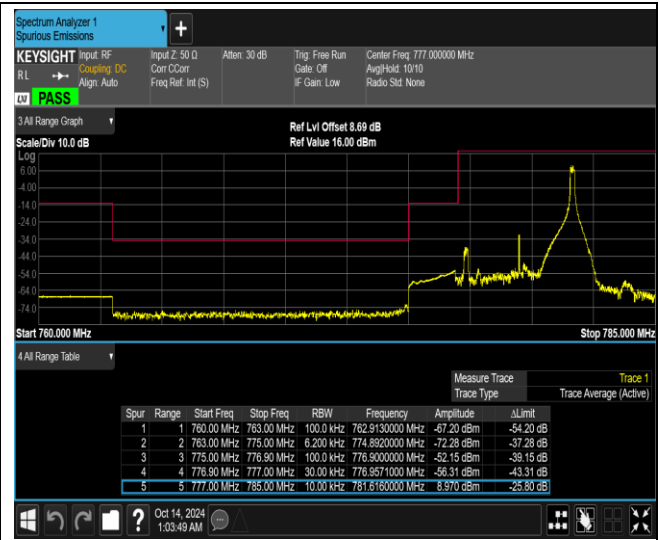 Spectrum Analyzer 1
Spurious Emissions
KEYSIGHT Input: RF Input Z: 50 Ω Atten: 30 dB Trig: Free Run Center Freq: 777.000000 MHz
RL Coupling: DC Corr CCorr Gate: Off Avg|Hold: 10/10
Align: Auto Freq Ref: Int (S) IF Gain: Low Radio Std: None
LXI PASS
3 All Range Graph
Ref Lvl Offset 8.69 dB
Scale/Div 10.0 dB Ref Value 16.00 dBm
Log
6.00
-4.00
-14.0
-24.0
-34.0
-44.0
-54.0
-64.0
-74.0
Start 760.000 MHz Stop 785.000 MHz
4 All Range Table
Measure Trace Trace 1
Trace Type Trace Average (Active)
Spur Range Start Freq Stop Freq RBW Frequency Amplitude ΔLimit
1 1 760.00 MHz 763.00 MHz 100.0 kHz 762.9130000 MHz -67.20 dBm -54.20 dB
2 2 763.00 MHz 775.00 MHz 6.200 kHz 774.8920000 MHz -72.28 dBm -37.28 dB
3 3 775.00 MHz 776.90 MHz 100.0 kHz 776.9000000 MHz -52.15 dBm -39.15 dB
4 4 776.90 MHz 777.00 MHz 30.00 kHz 776.9571000 MHz -56.31 dBm -43.31 dB
5 5 777.00 MHz 785.00 MHz 10.00 kHz 781.6160000 MHz 8.970 dBm -25.80 dB
? Oct 14, 2024
1:03:49 AM